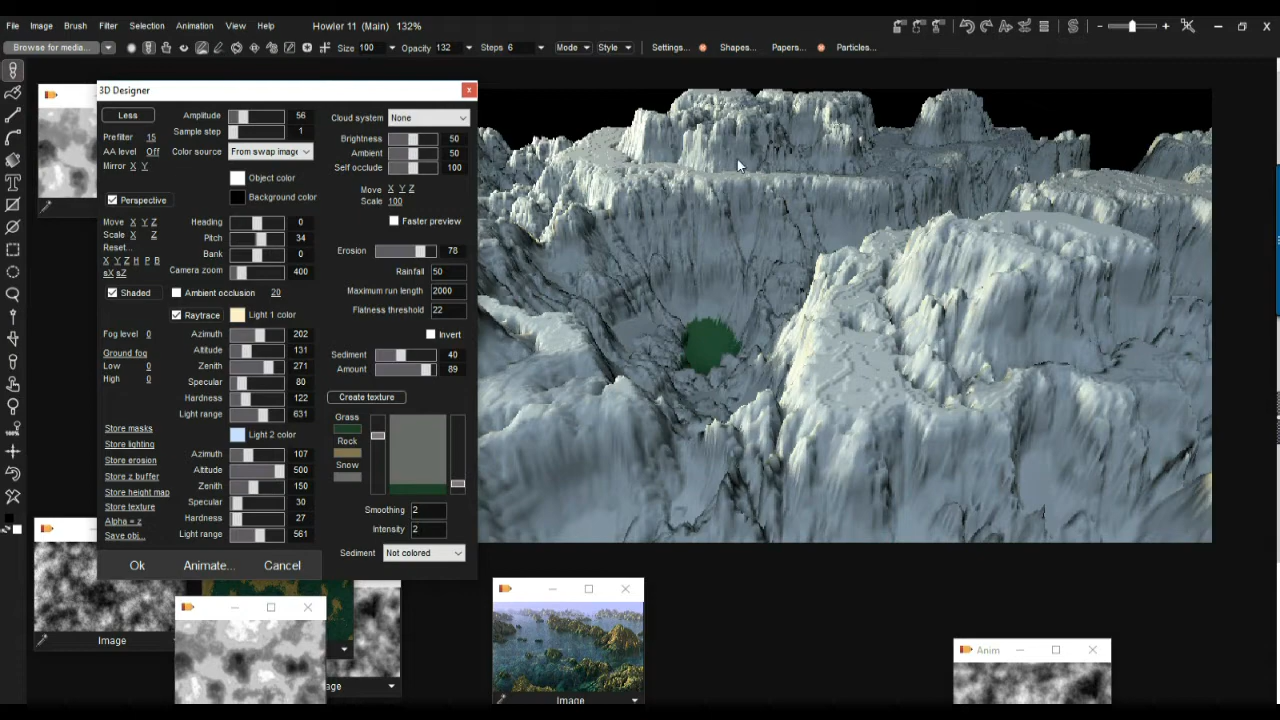 File Image Brush Filter Selection Animation View Help Howler 11 (Main) 132%
Browse for media... Size 100 Opacity 132 Steps 6 Mode Style Settings... Shapes... Papers... Particles...
3D Designer
Less
Prefilter 15
AA level Off
Mirror X Y
Amplitude 56
Sample step 1
Color source From swap image
Object color
Background color
Perspective
Move X Y Z
Scale X Z
Reset...
X Y Z H P B
sX sZ
Heading 0
Pitch 34
Bank 0
Camera zoom 400
Shaded
Ambient occlusion 20
Raytrace
Light 1 color
Fog level 0
Ground fog
Low 0
High 0
Azimuth 202
Altitude 131
Zenith 271
Specular 80
Hardness 122
Light range 631
Light 2 color
Store masks
Store lighting
Store erosion
Store z buffer
Store height map
Store texture
Alpha = z
Save obj...
Azimuth 107
Altitude 500
Zenith 150
Specular 30
Hardness 27
Light range 561
Ok Animate... Cancel
Cloud system None
Brightness 50
Ambient 50
Self occlude 100
Move X Y Z
Scale 100
Faster preview
Erosion 78
Rainfall 50
Maximum run length 2000
Flatness threshold 22
Invert
Sediment 40
Amount 89
Create texture
Grass
Rock
Snow
Smoothing 2
Intensity 2
Sediment Not colored
Image
Image
Anim